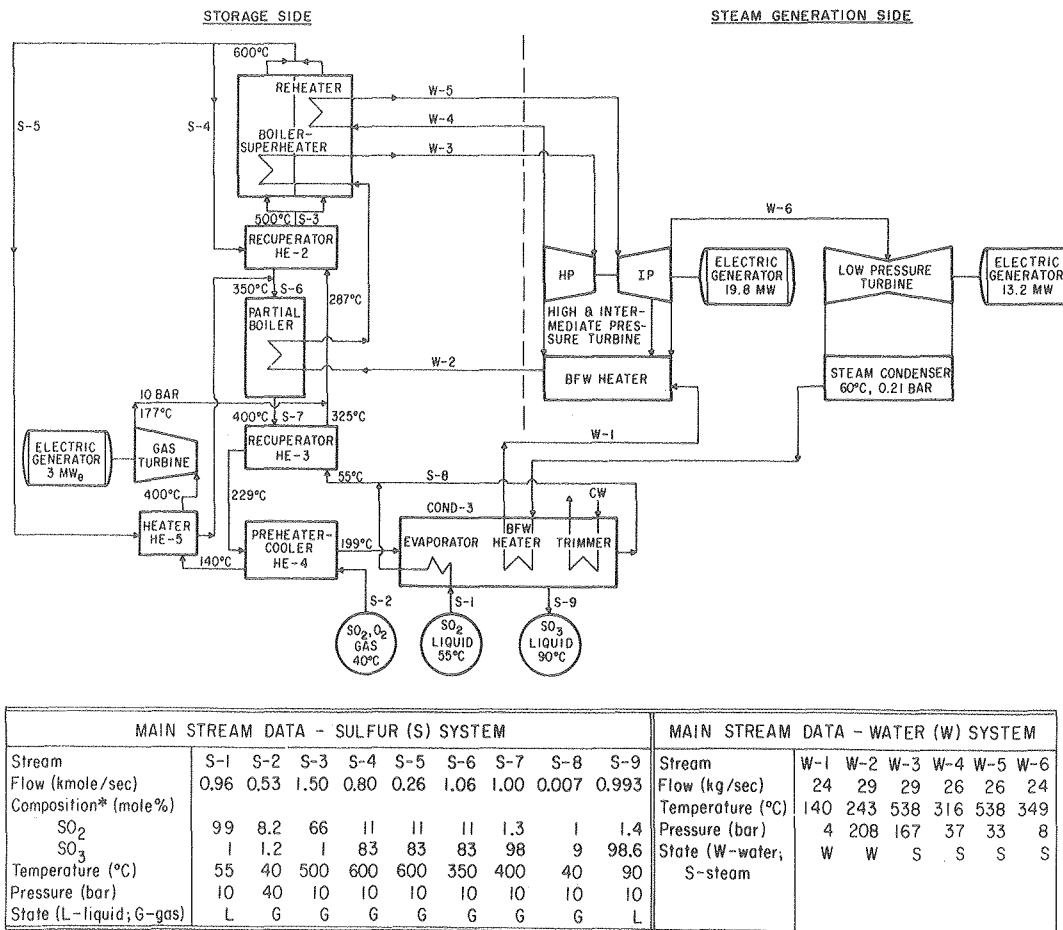 STORAGE SIDE
STEAM GENERATION SIDE
600°C
REHEATER
W-5
W-4
S-5
S-4
BOILER-
SUPERHEATER
W-3
500°C
S-3
W-6
RECUPERATOR
HE-2
350°C
S-6
287°C
HP
IP
ELECTRIC
GENERATOR
19.8 MW
LOW PRESSURE
TURBINE
ELECTRIC
GENERATOR
13.2 MW
PARTIAL
BOILER
HIGH & INTER-
MEDIATE PRES-
SURE TURBINE
W-2
BFW HEATER
STEAM CONDENSER
60°C, 0.21 BAR
10 BAR
177°C
400°C
S-7
325°C
W-1
ELECTRIC
GENERATOR
3 MWe
GAS
TURBINE
RECUPERATOR
HE-3
400°C
229°C
55°C
S-8
COND-3
CW
HEATER
HE-5
PREHEATER-
COOLER
HE-4
199°C
EVAPORATOR
BFW
HEATER
TRIMMER
140°C
S-2
S-1
S-9
SO2, O2
GAS
40°C
SO2
LIQUID
55°C
SO3
LIQUID
90°C
MAIN STREAM DATA - SULFUR (S) SYSTEM
Stream S-1 S-2 S-3 S-4 S-5 S-6 S-7 S-8 S-9
Flow (kmole/sec) 0.96 0.53 1.50 0.80 0.26 1.06 1.00 0.007 0.993
Composition* (mole%)
SO2 99 8.2 66 11 11 11 1.3 1 1.4
SO3 1 1.2 1 83 83 83 98 9 98.6
Temperature (°C) 55 40 500 600 600 350 400 40 90
Pressure (bar) 10 40 10 10 10 10 10 10 10
State (L-liquid; G-gas) L G G G G G G G L
MAIN STREAM DATA - WATER (W) SYSTEM
Stream W-1 W-2 W-3 W-4 W-5 W-6
Flow (kg/sec) 24 29 29 26 26 24
Temperature (°C) 140 243 538 316 538 349
Pressure (bar) 4 208 167 37 33 8
State (W-water; W W S S S S
S-steam